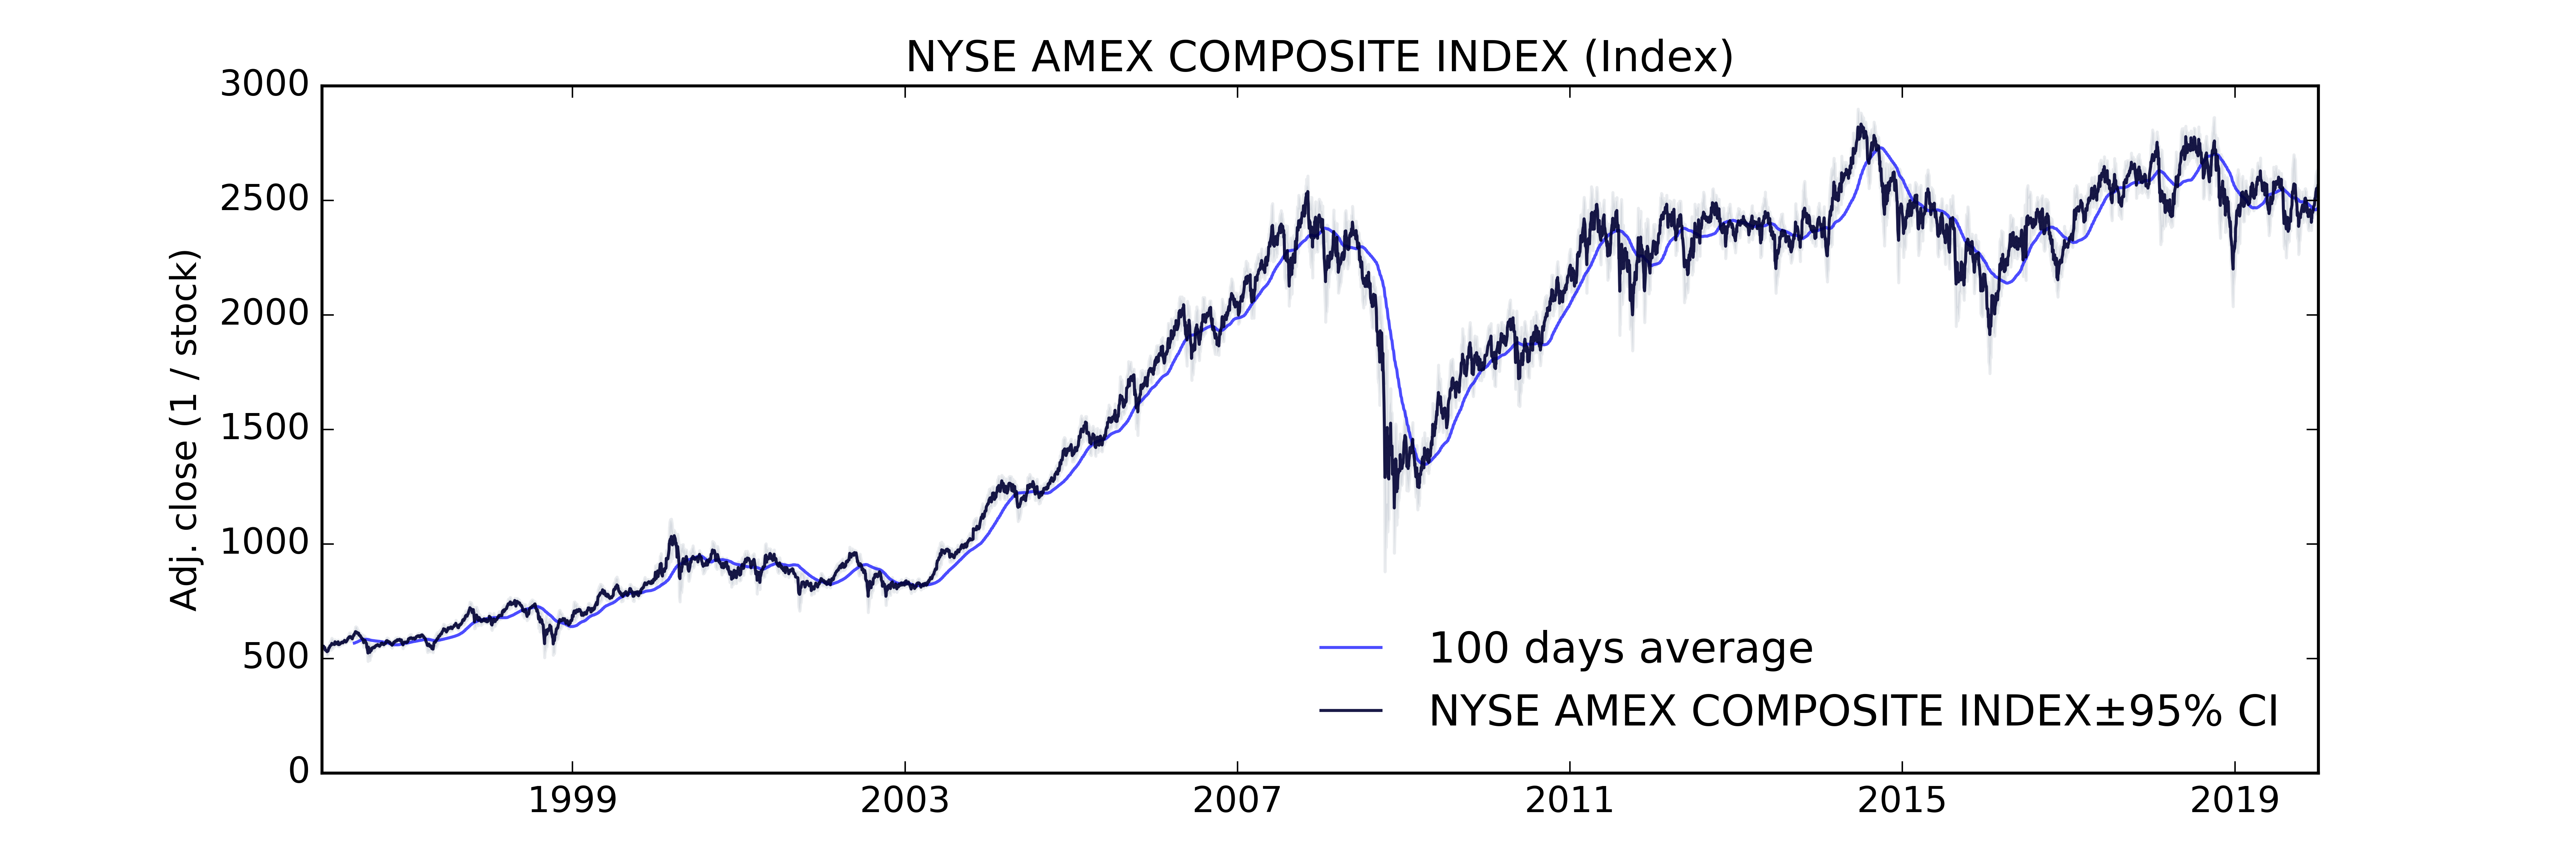 NYSE AMEX COMPOSITE INDEX (Index)
Adj. close (1 / stock)
3000
2500
2000
1500
1000
500
0
100 days average
NYSE AMEX COMPOSITE INDEX±95% CI
1999 2003 2007 2011 2015 2019